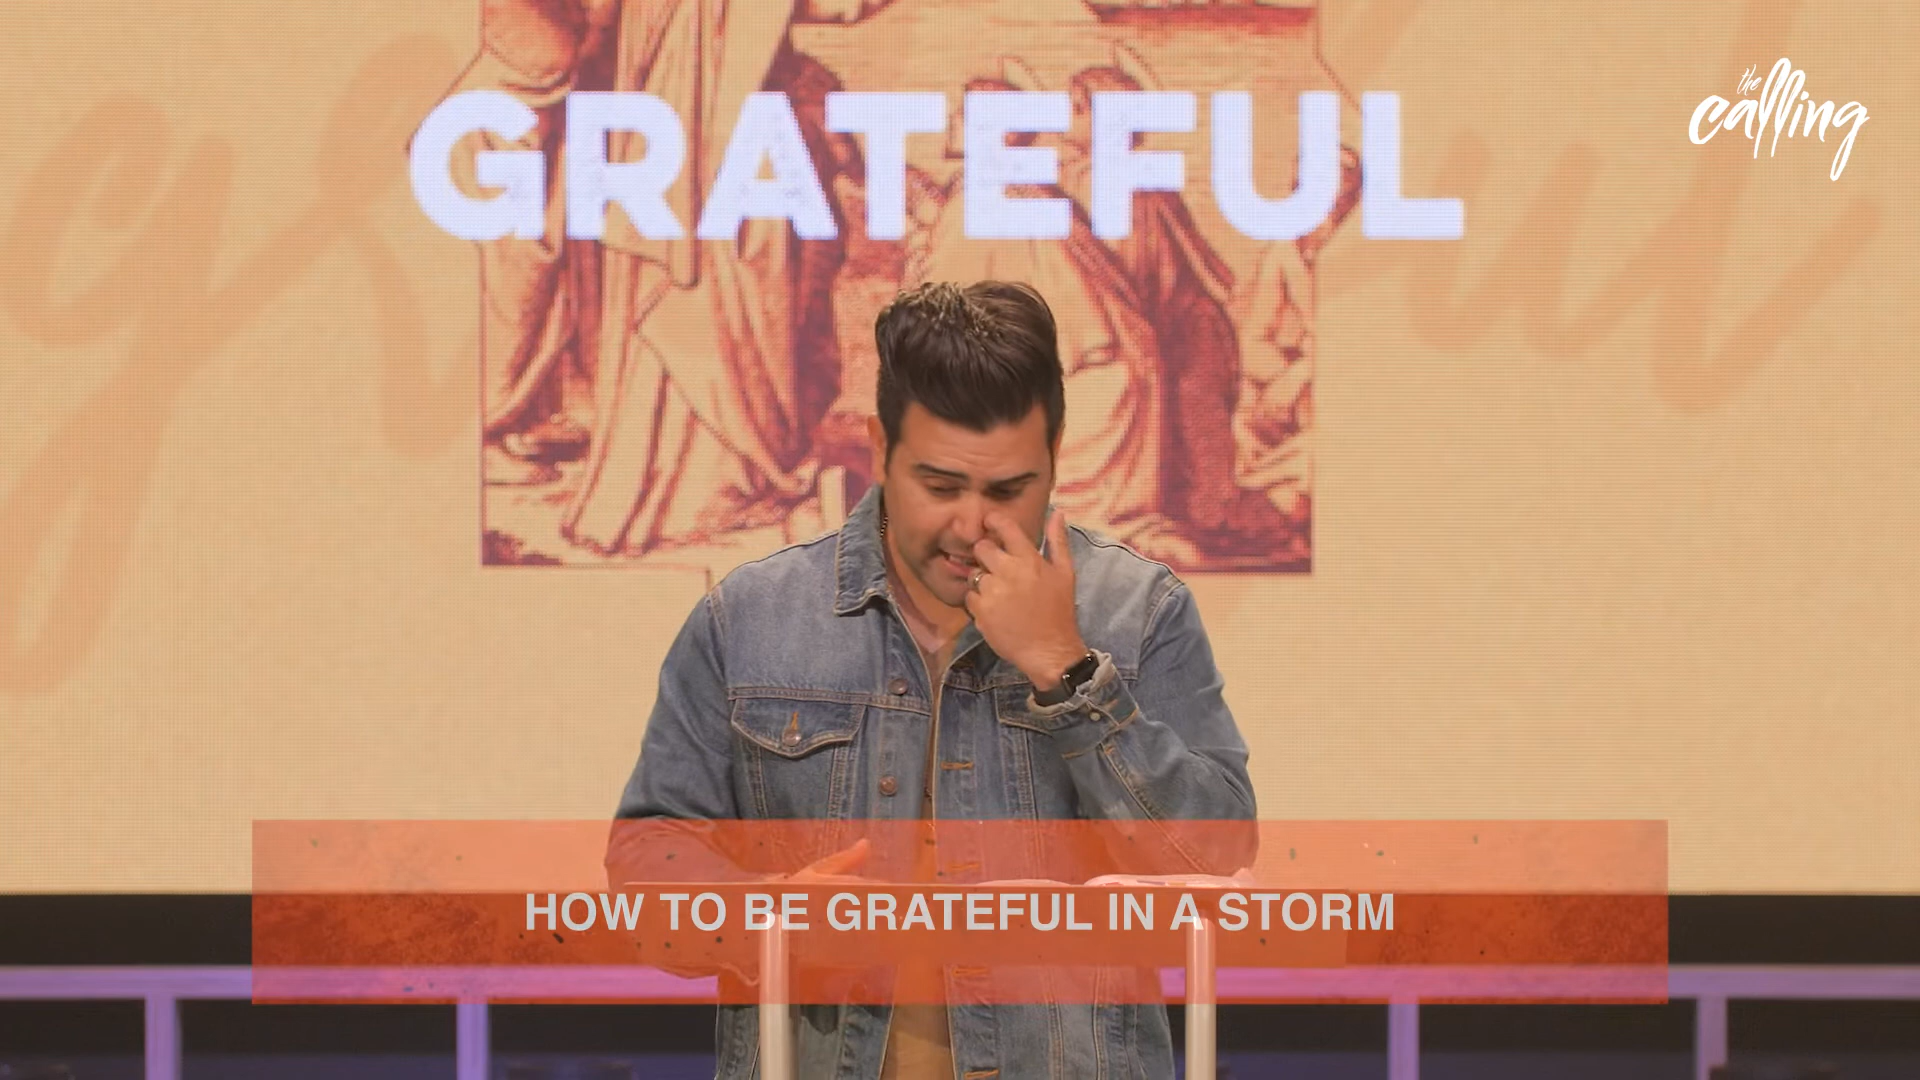 GRATEFUL
the
calling
HOW TO BE GRATEFUL IN A STORM